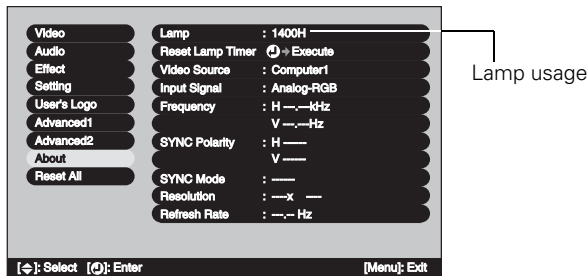 Video
Audio
Effect
Setting
User's Logo
Advanced1
Advanced2
About
Reset All
Lamp : 1400H
Reset Lamp Timer Execute
Video Source : Computer1
Input Signal : Analog-RGB
Frequency : H ---.---kHz
V ---.---Hz
SYNC Polarity : H ------
V ------
SYNC Mode : ------
Resolution : ----x ----
Refresh Rate : ---.-- Hz
Lamp usage
[ ]: Select [ ]: Enter [Menu]: Exit